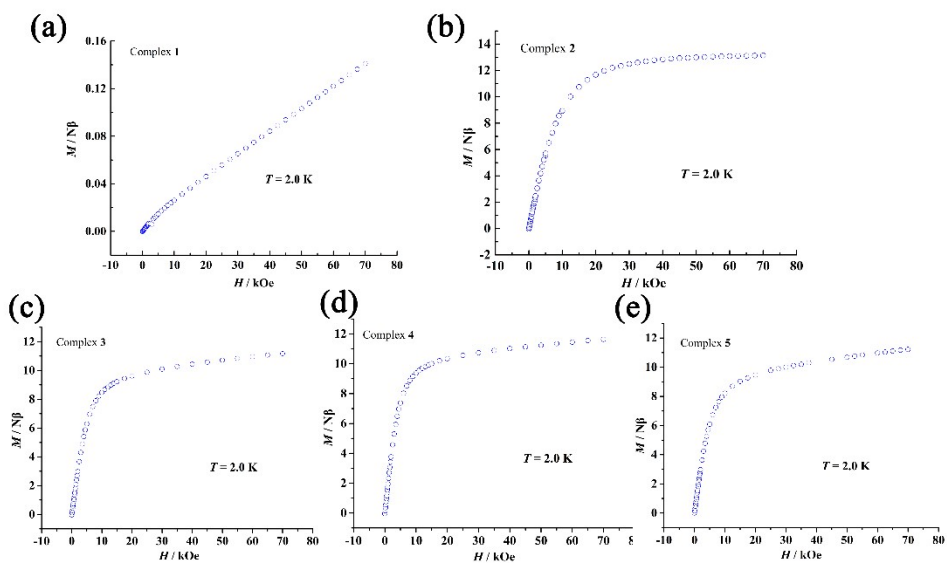 (a)
Complex 1
M / Nβ
0.16
0.12
0.08
0.04
0.00
T = 2.0 K
-10 0 10 20 30 40 50 60 70 80
H / kOe
(b)
Complex 2
M / Nβ
14
12
10
8
6
4
2
0
-2
T = 2.0 K
-10 0 10 20 30 40 50 60 70 80
H / kOe
(c)
Complex 3
M / Nβ
12
10
8
6
4
2
0
T = 2.0 K
-10 0 10 20 30 40 50 60 70 80
H / kOe
(d)
Complex 4
M / Nβ
12
10
8
6
4
2
0
T = 2.0 K
-10 0 10 20 30 40 50 60 70
H / kOe
(e)
Complex 5
M / Nβ
12
10
8
6
4
2
0
T = 2.0 K
-10 0 10 20 30 40 50 60 70 80
H / kOe